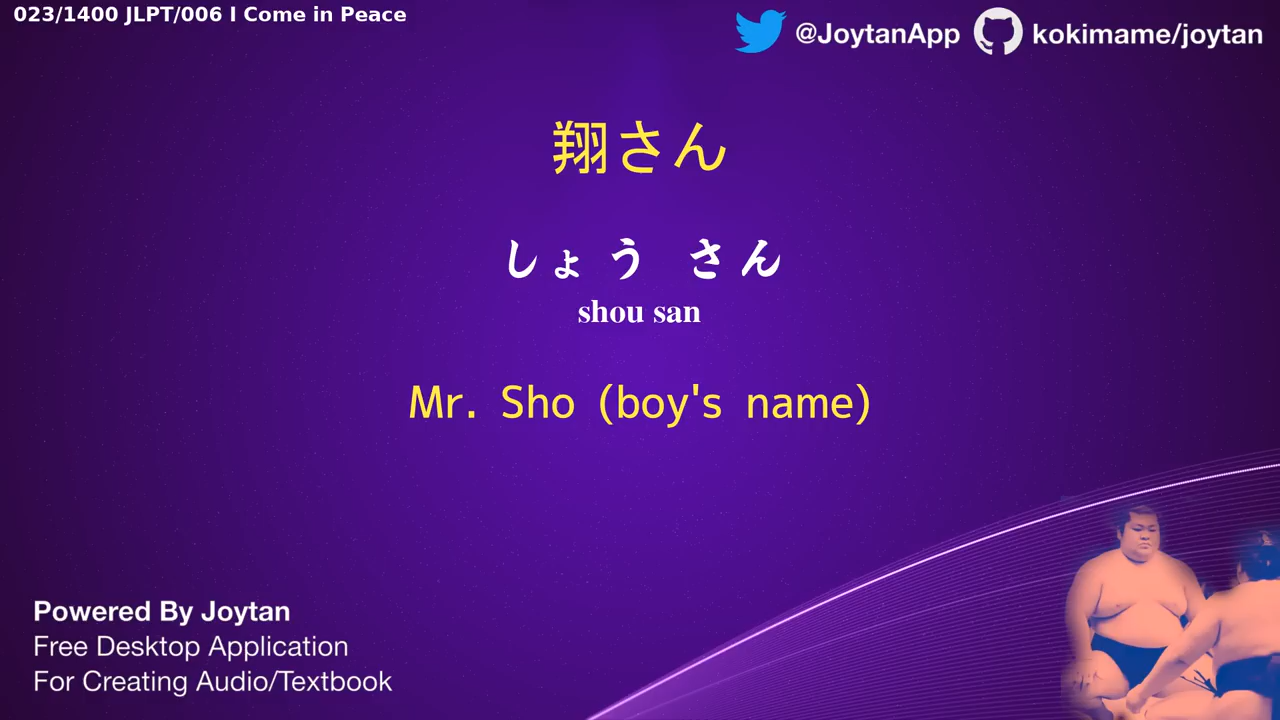 023/1400 JLPT/006 I Come in Peace
@JoytanApp kokimame/joytan
翔さん
しょう さん
shou san
Mr. Sho (boy's name)
Powered By Joytan
Free Desktop Application
For Creating Audio/Textbook